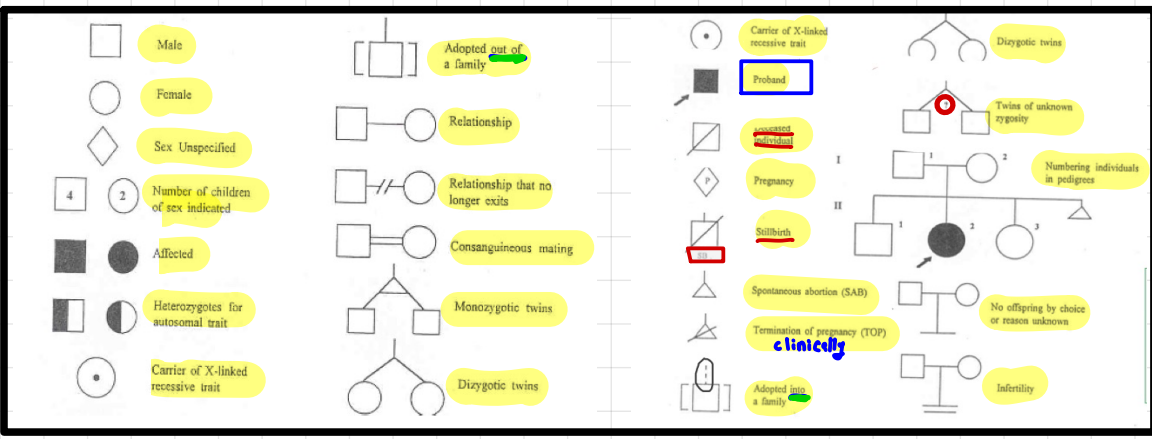 Male
Female
Sex Unspecified
4
2
Number of children
of sex indicated
Affected
Heterozygotes for
autosomal trait
Carrier of X-linked
recessive trait
Adopted out of
a family
Relationship
Relationship that no
longer exits
Consanguineous mating
Monozygotic twins
Dizygotic twins
Carrier of X-linked
recessive trait
Proband
individual
P
Pregnancy
Stillbirth
SB
Spontaneous abortion (SAB)
Termination of pregnancy (TOP)
clinically
Adopted into
a family
Dizygotic twins
?
Twins of unknown
zygosity
I
1
2
Numbering individuals
in pedigrees
II
1
2
3
No offspring by choice
or reason unknown
Infertility